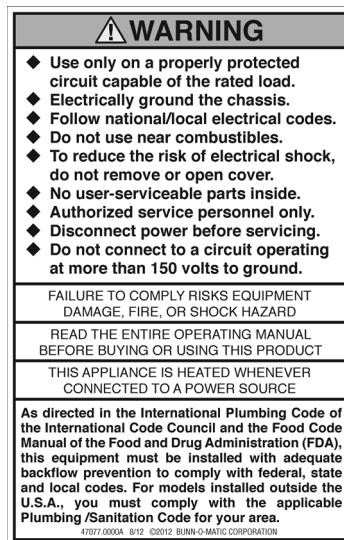 WARNING
◆ Use only on a properly protected
circuit capable of the rated load.
◆ Electrically ground the chassis.
◆ Follow national/local electrical codes.
◆ Do not use near combustibles.
◆ To reduce the risk of electrical shock,
do not remove or open cover.
◆ No user-serviceable parts inside.
◆ Authorized service personnel only.
◆ Disconnect power before servicing.
◆ Do not connect to a circuit operating
at more than 150 volts to ground.
FAILURE TO COMPLY RISKS EQUIPMENT
DAMAGE, FIRE, OR SHOCK HAZARD
READ THE ENTIRE OPERATING MANUAL
BEFORE BUYING OR USING THIS PRODUCT
THIS APPLIANCE IS HEATED WHENEVER
CONNECTED TO A POWER SOURCE
As directed in the International Plumbing Code of
the International Code Council and the Food Code
Manual of the Food and Drug Administration (FDA),
this equipment must be installed with adequate
backflow prevention to comply with federal, state
and local codes. For models installed outside the
U.S.A., you must comply with the applicable
Plumbing /Sanitation Code for your area.
47077.0000A 8/12 ©2012 BUNN-O-MATIC CORPORATION